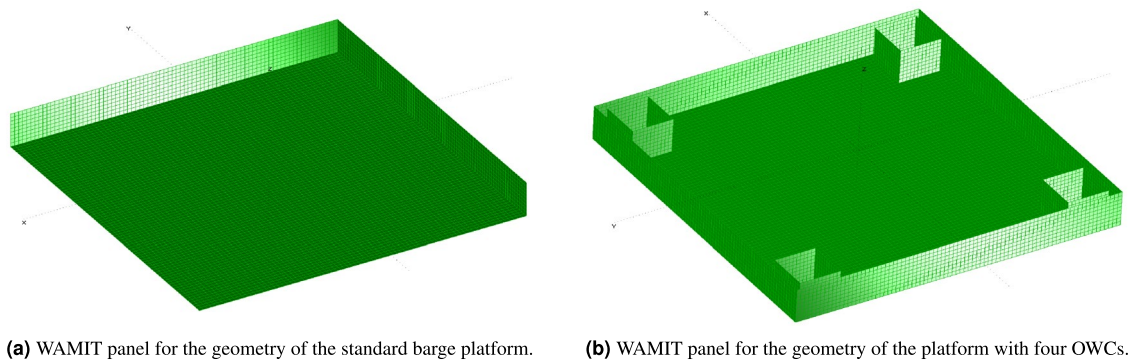 Y
Z
X
X
Z
Y
(a) WAMIT panel for the geometry of the standard barge platform.
(b) WAMIT panel for the geometry of the platform with four OWCs.